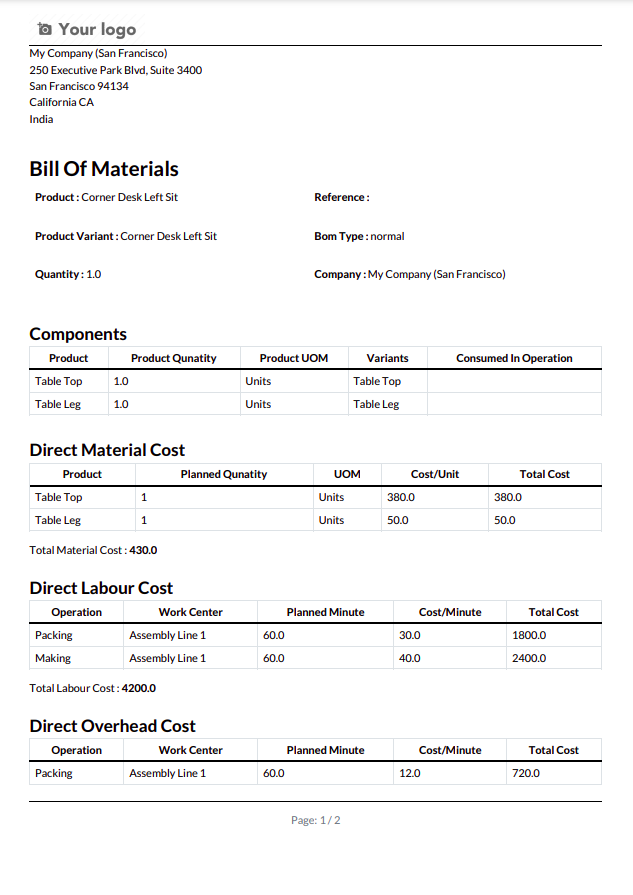 Your logo
My Company (San Francisco)
250 Executive Park Blvd, Suite 3400
San Francisco 94134
California CA
India
Bill Of Materials
Product : Corner Desk Left Sit Reference :
Product Variant : Corner Desk Left Sit Bom Type : normal
Quantity : 1.0 Company : My Company (San Francisco)
Components
Product Product Qunatity Product UOM Variants Consumed In Operation
Table Top 1.0 Units Table Top
Table Leg 1.0 Units Table Leg
Direct Material Cost
Product Planned Qunatity UOM Cost/Unit Total Cost
Table Top 1 Units 380.0 380.0
Table Leg 1 Units 50.0 50.0
Total Material Cost : 430.0
Direct Labour Cost
Operation Work Center Planned Minute Cost/Minute Total Cost
Packing Assembly Line 1 60.0 30.0 1800.0
Making Assembly Line 1 60.0 40.0 2400.0
Total Labour Cost : 4200.0
Direct Overhead Cost
Operation Work Center Planned Minute Cost/Minute Total Cost
Packing Assembly Line 1 60.0 12.0 720.0
Page: 1 / 2